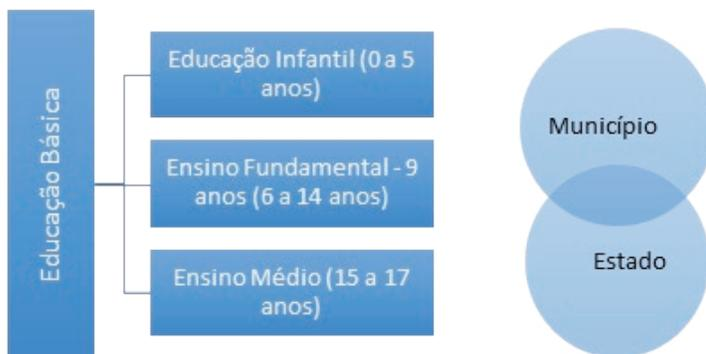 Educação Básica
Educação Infantil (0 a 5
anos)
Ensino Fundamental - 9
anos (6 a 14 anos)
Ensino Médio (15 a 17
anos)
Município
Estado